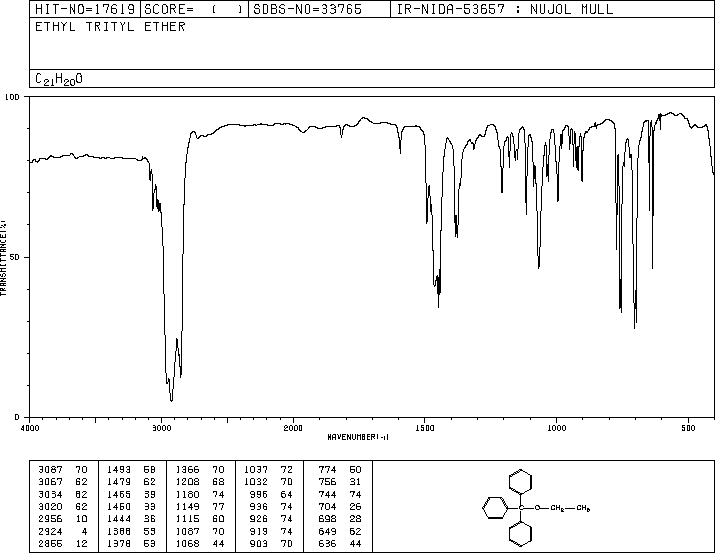 HIT-NO=17619 SCORE= ( ) SDBS-NO=33765 IR-NIDA-53657 : NUJOL MULL
ETHYL TRITYL ETHER
C21H20O
100
50
0
TRANSMITTANCE(%)
4000 3000 2000 1500 1000 500
WAVENUMBER(-1)
3087 70 1493 58 1366 70 1037 72 774 50
3067 62 1479 62 1208 68 1032 70 756 31
3034 62 1465 39 1180 74 996 64 744 74
3020 62 1450 33 1149 77 936 74 704 26
2956 10 1444 36 1115 60 926 74 698 28
2924 4 1388 59 1087 70 919 74 649 62
2855 12 1378 53 1068 44 903 70 636 44
C—O—CH2—CH3